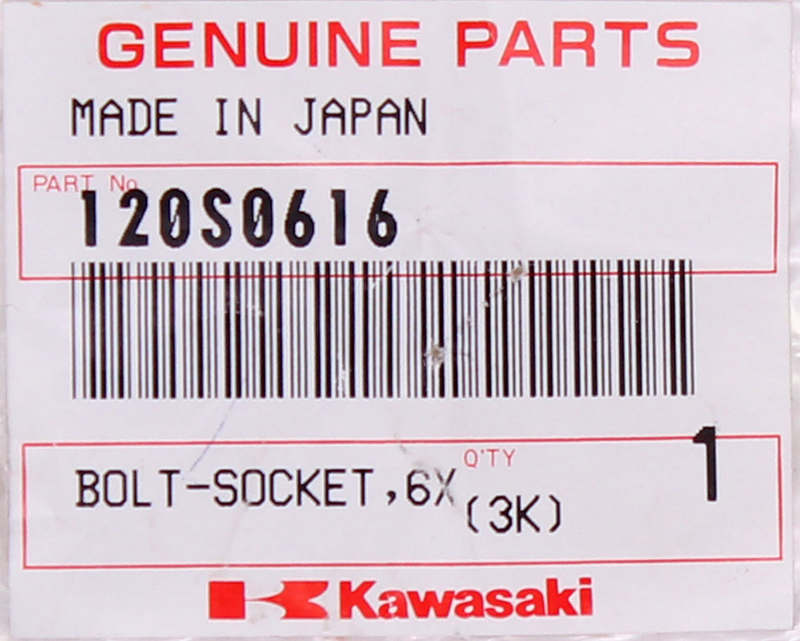 GENUINE PARTS
MADE IN JAPAN
PART No.
120S0616
Q'TY
1
BOLT-SOCKET,6X
(3K)
Kawasaki